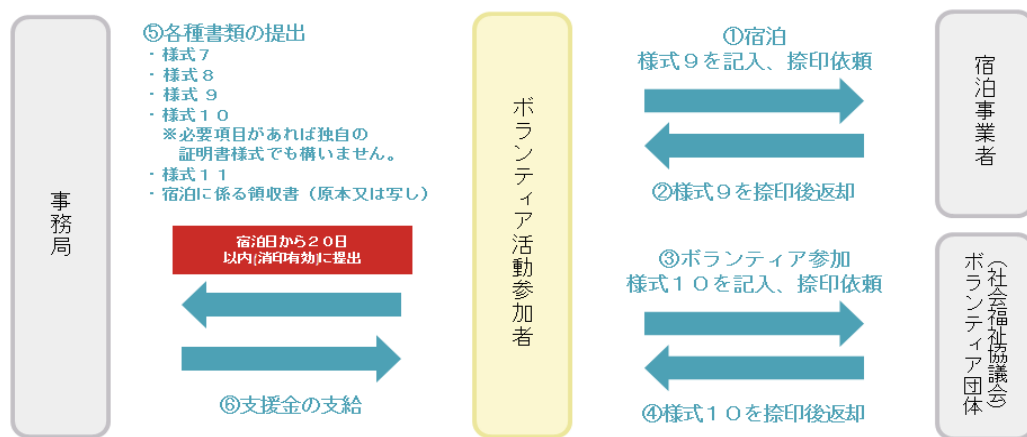 事務局
⑤各種書類の提出
・様式７
・様式８
・様式９
・様式１０
※必要項目があれば独自の
証明書様式でも構いません。
・様式１１
・宿泊に係る領収書（原本又は写し）
宿泊日から２０日
以内(消印有効)に提出
⑥支援金の支給
ボランティア活動参加者
①宿泊
様式９を記入、捺印依頼
②様式９を捺印後返却
③ボランティア参加
様式１０を記入、捺印依頼
④様式１０を捺印後返却
宿泊事業者
ボランティア団体
（社会福祉協議会）